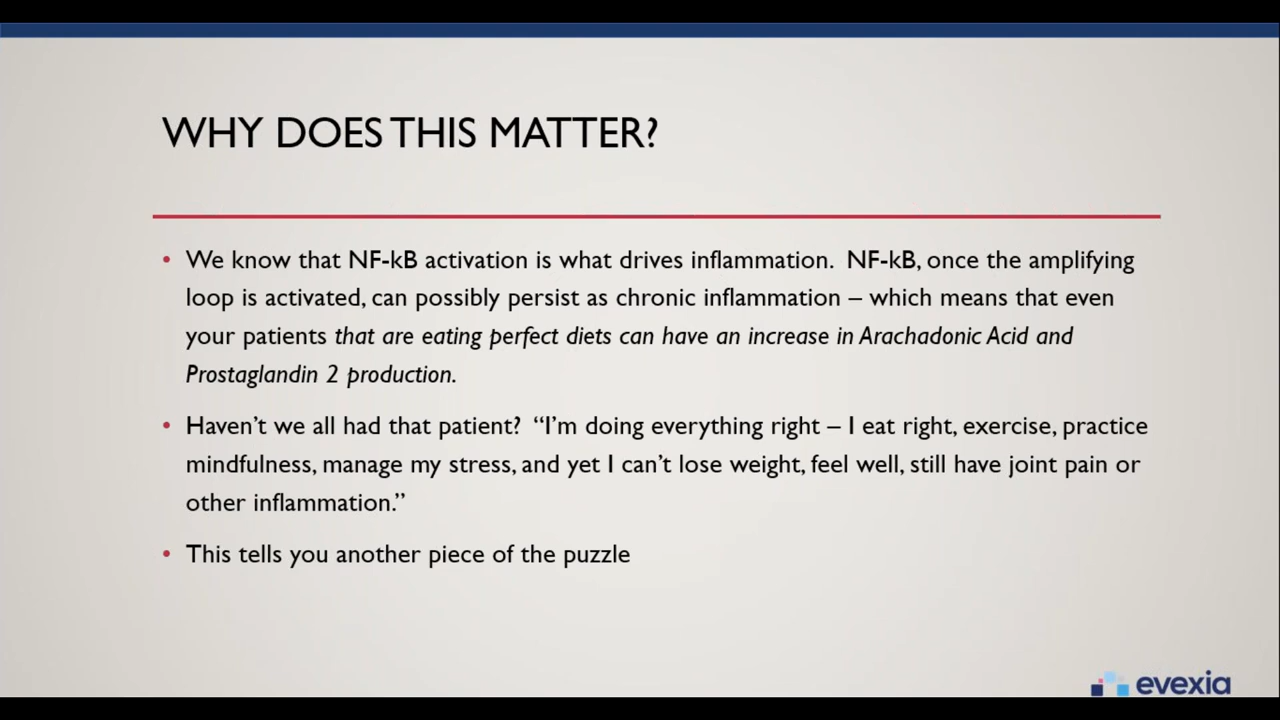 WHY DOES THIS MATTER?
• We know that NF-kB activation is what drives inflammation.  NF-kB, once the amplifying
loop is activated, can possibly persist as chronic inflammation – which means that even
your patients that are eating perfect diets can have an increase in Arachadonic Acid and
Prostaglandin 2 production.
• Haven’t we all had that patient?  “I’m doing everything right – I eat right, exercise, practice
mindfulness, manage my stress, and yet I can’t lose weight, feel well, still have joint pain or
other inflammation.”
• This tells you another piece of the puzzle
evexia